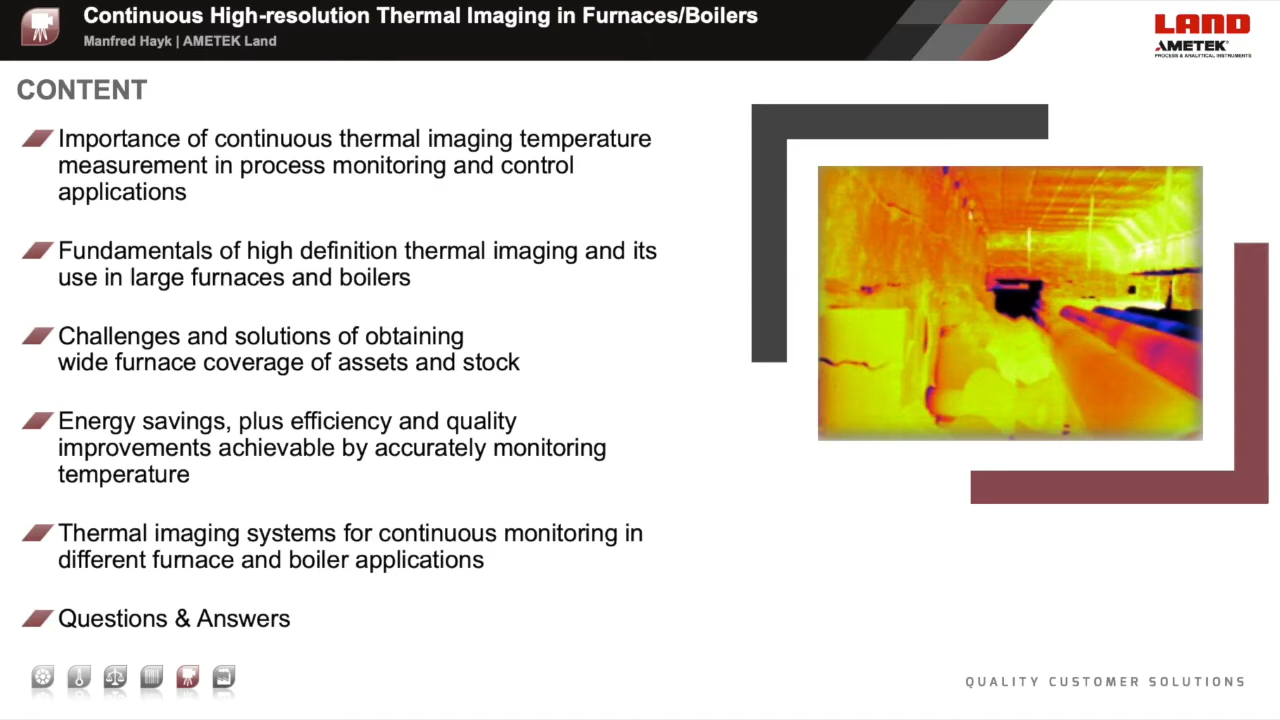 Continuous High-resolution Thermal Imaging in Furnaces/Boilers
Manfred Hayk | AMETEK Land
LAND
AMETEK®
PROCESS & ANALYTICAL INSTRUMENTS
CONTENT
Importance of continuous thermal imaging temperature
measurement in process monitoring and control
applications
Fundamentals of high definition thermal imaging and its
use in large furnaces and boilers
Challenges and solutions of obtaining
wide furnace coverage of assets and stock
Energy savings, plus efficiency and quality
improvements achievable by accurately monitoring
temperature
Thermal imaging systems for continuous monitoring in
different furnace and boiler applications
Questions & Answers
QUALITY CUSTOMER SOLUTIONS